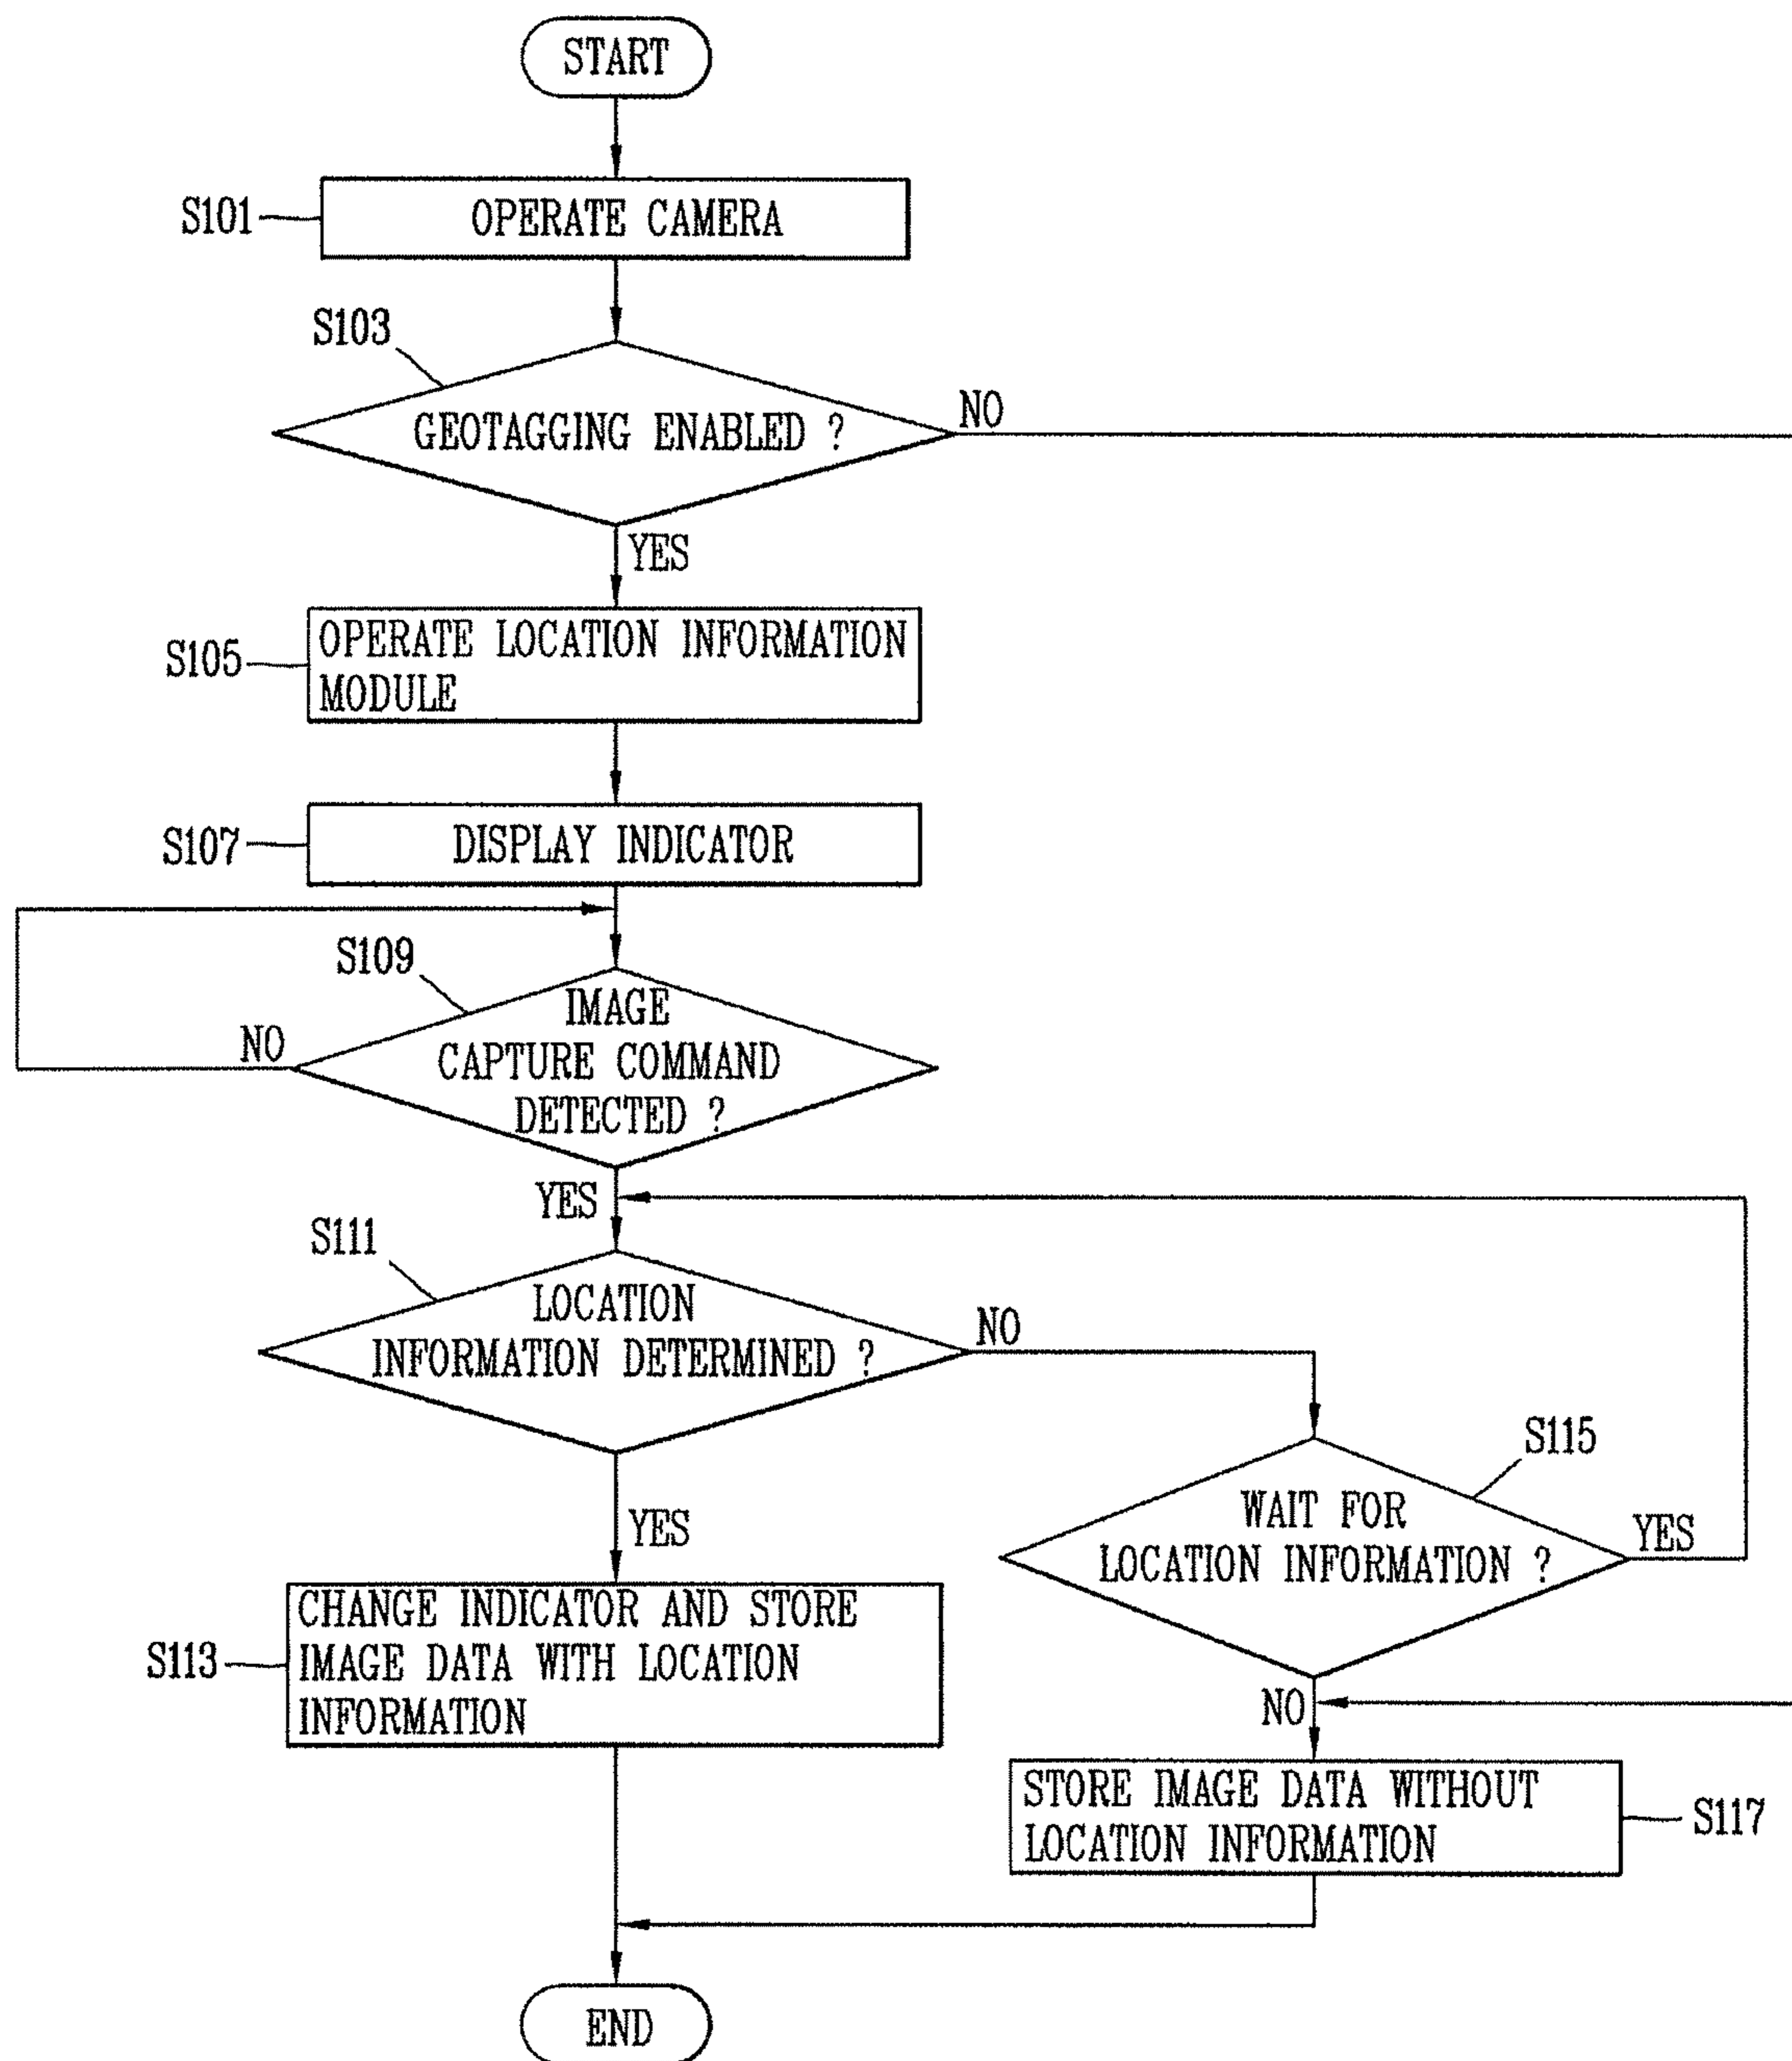 START
S101
OPERATE CAMERA
S103
GEOTAGGING ENABLED ?
NO
YES
S105
OPERATE LOCATION INFORMATION
MODULE
S107
DISPLAY INDICATOR
S109
IMAGE
CAPTURE COMMAND
DETECTED ?
NO
YES
S111
LOCATION
INFORMATION DETERMINED ?
NO
YES
S115
WAIT FOR
LOCATION INFORMATION ?
YES
NO
S113
CHANGE INDICATOR AND STORE
IMAGE DATA WITH LOCATION
INFORMATION
STORE IMAGE DATA WITHOUT
LOCATION INFORMATION
S117
END